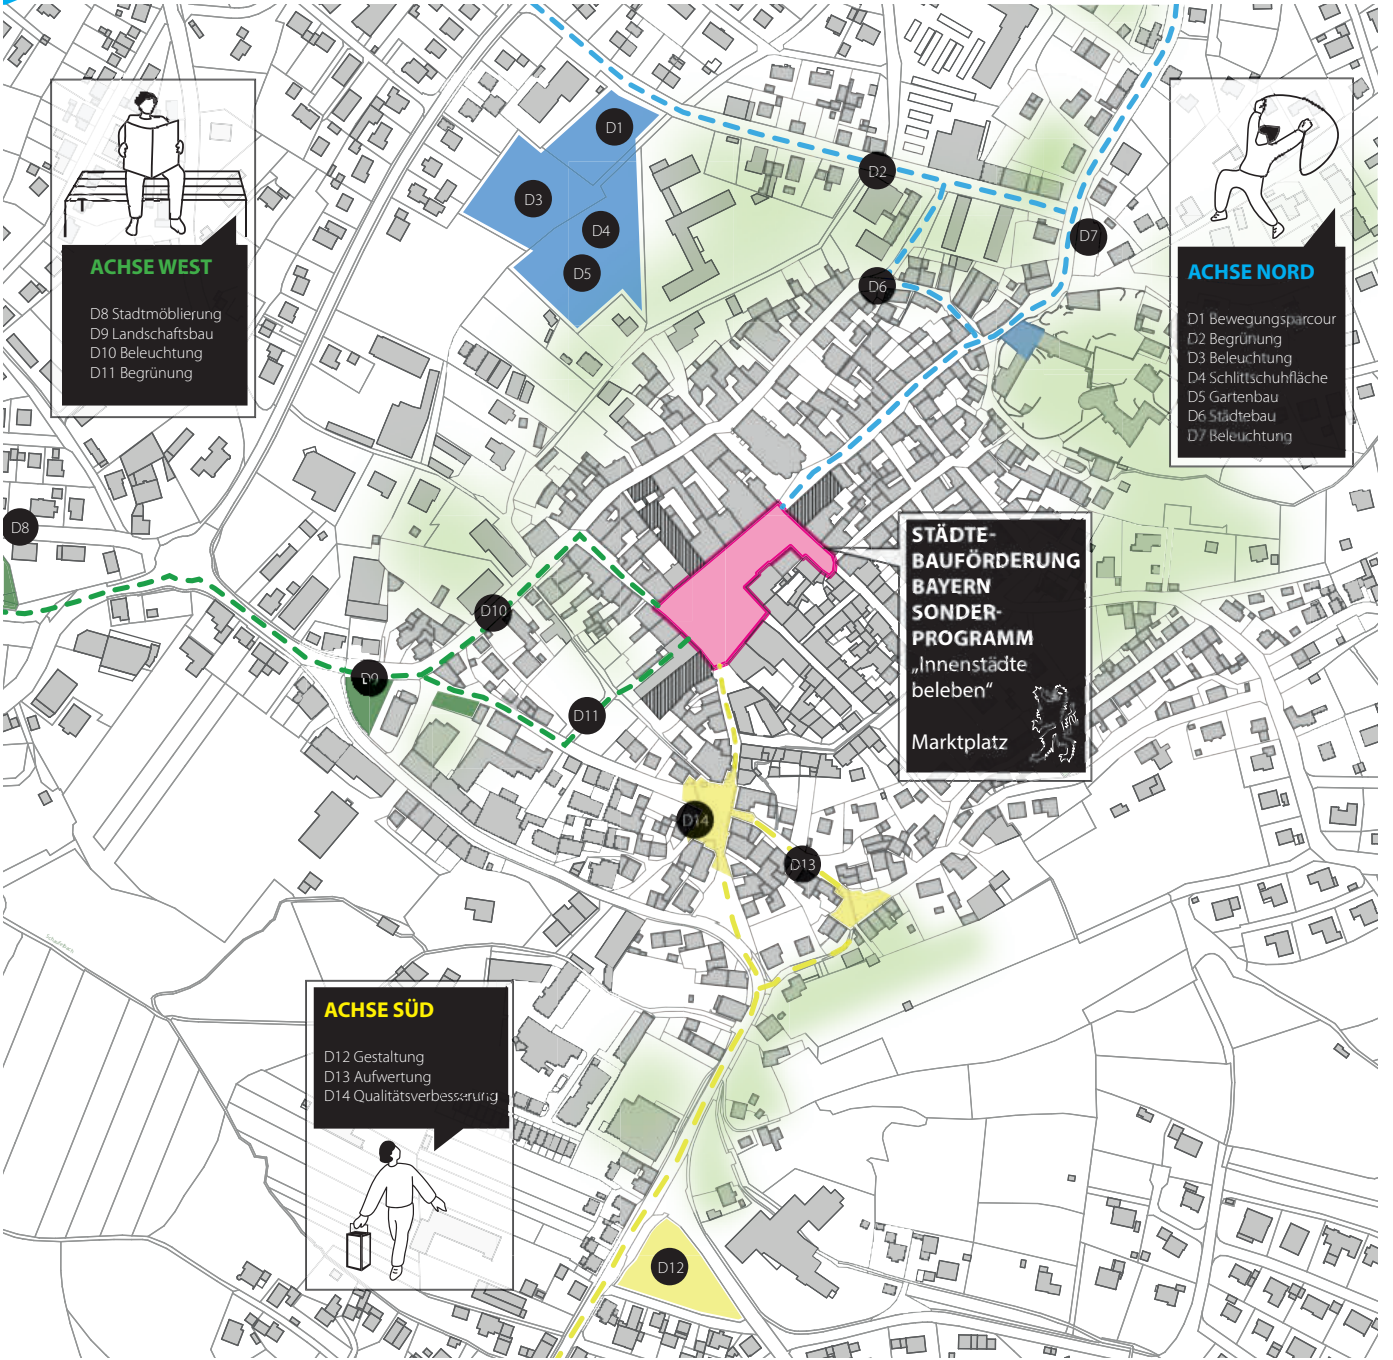 D1
D2
D3
D4
D5
D6
D7
D8
D9
D10
D11
D12
D13
D14
ACHSE WEST
D8 Stadtmöblierung
D9 Landschaftsbau
D10 Beleuchtung
D11 Begrünung
ACHSE NORD
D1 Bewegungsparcour
D2 Begrünung
D3 Beleuchtung
D4 Schlittschuhfläche
D5 Gartenbau
D6 Städtebau
D7 Beleuchtung
STÄDTE-
BAUFÖRDERUNG
BAYERN
SONDER-
PROGRAMM
„Innenstädte
beleben“
Marktplatz
ACHSE SÜD
D12 Gestaltung
D13 Aufwertung
D14 Qualitätsverbesserung